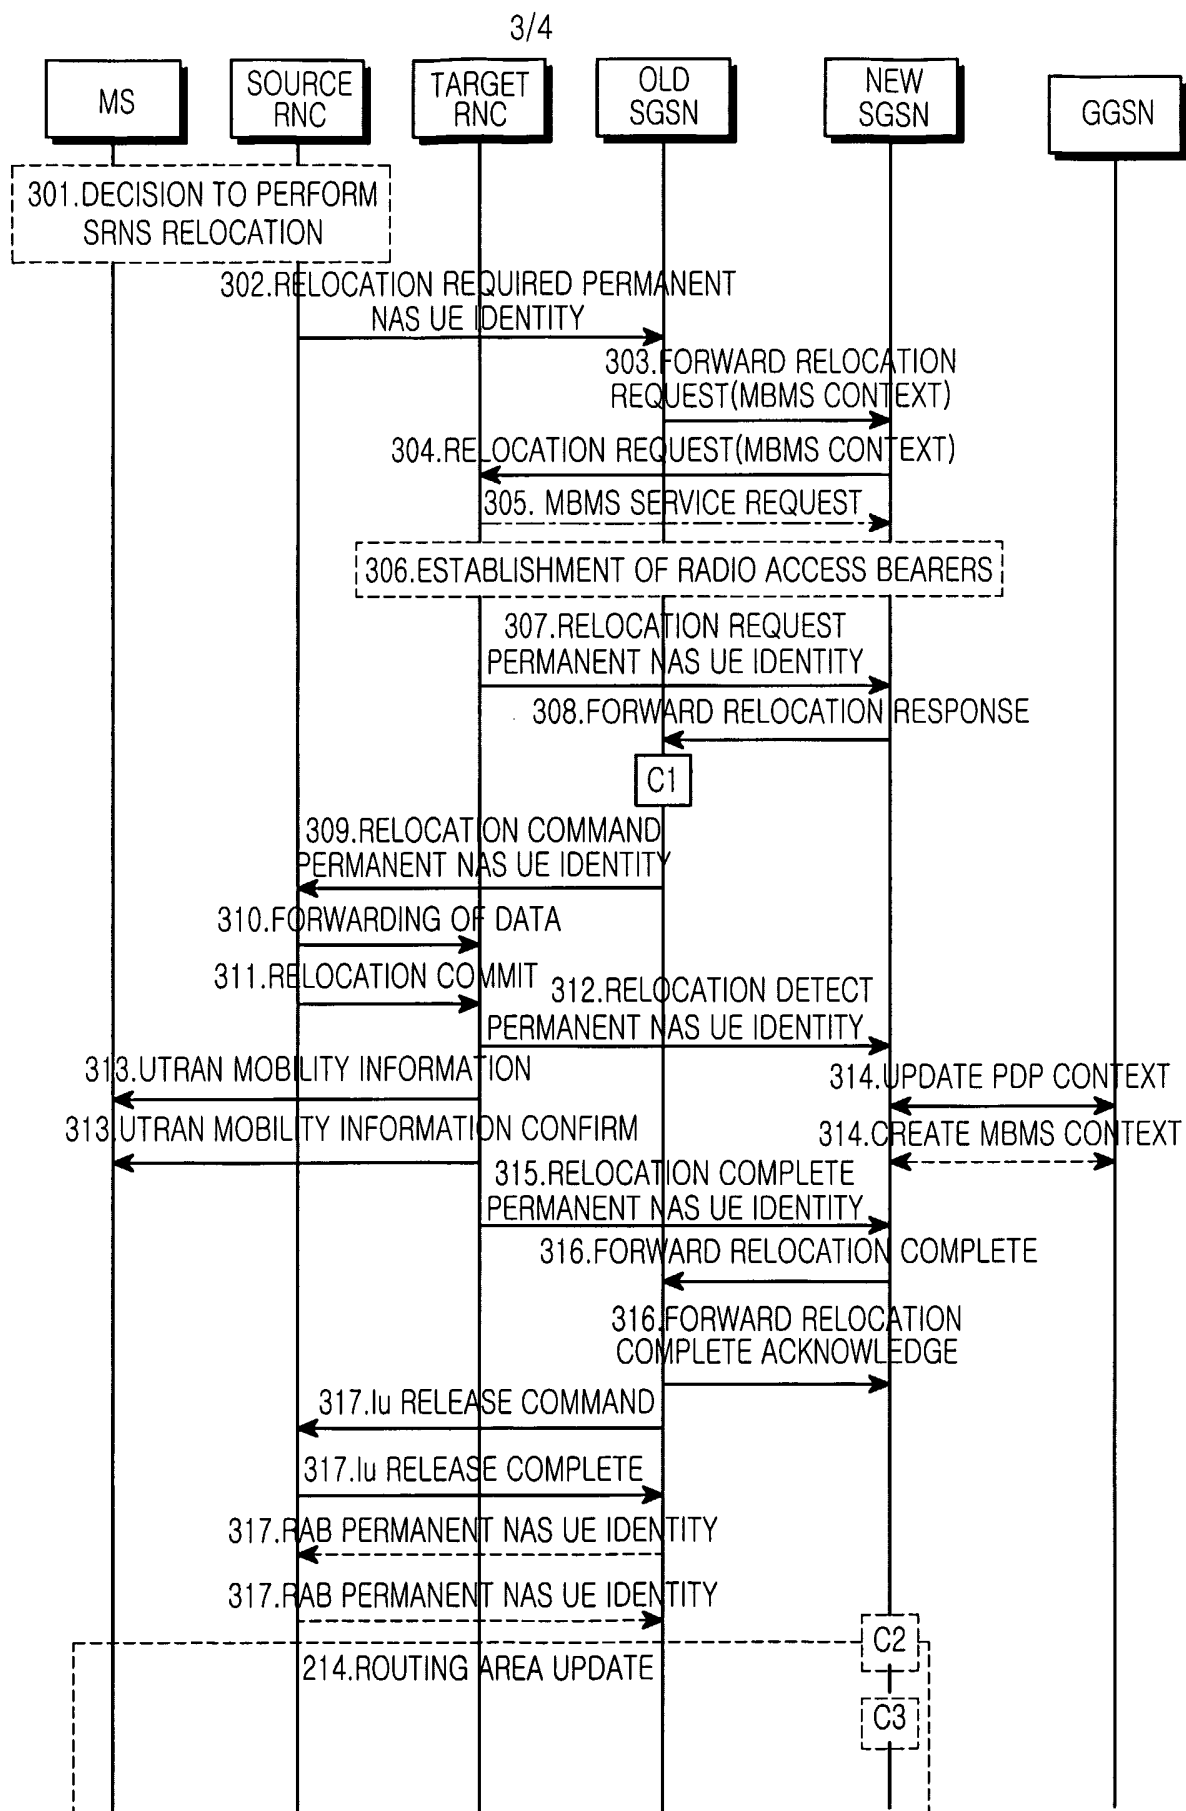 3/4
MS
SOURCE
RNC
TARGET
RNC
OLD
SGSN
NEW
SGSN
GGSN
301.DECISION TO PERFORM
SRNS RELOCATION
302.RELOCATION REQUIRED PERMANENT
NAS UE IDENTITY
303.FORWARD RELOCATION
REQUEST(MBMS CONTEXT)
304.RELOCATION REQUEST(MBMS CONTEXT)
305. MBMS SERVICE REQUEST
306.ESTABLISHMENT OF RADIO ACCESS BEARERS
307.RELOCATION REQUEST
PERMANENT NAS UE IDENTITY
308.FORWARD RELOCATION RESPONSE
C1
309.RELOCATION COMMAND
PERMANENT NAS UE IDENTITY
310.FORWARDING OF DATA
311.RELOCATION COMMIT
312.RELOCATION DETECT
PERMANENT NAS UE IDENTITY
313.UTRAN MOBILITY INFORMATION
314.UPDATE PDP CONTEXT
313.UTRAN MOBILITY INFORMATION CONFIRM
314.CREATE MBMS CONTEXT
315.RELOCATION COMPLETE
PERMANENT NAS UE IDENTITY
316.FORWARD RELOCATION COMPLETE
316.FORWARD RELOCATION
COMPLETE ACKNOWLEDGE
317.Iu RELEASE COMMAND
317.Iu RELEASE COMPLETE
317.RAB PERMANENT NAS UE IDENTITY
317.RAB PERMANENT NAS UE IDENTITY
C2
214.ROUTING AREA UPDATE
C3